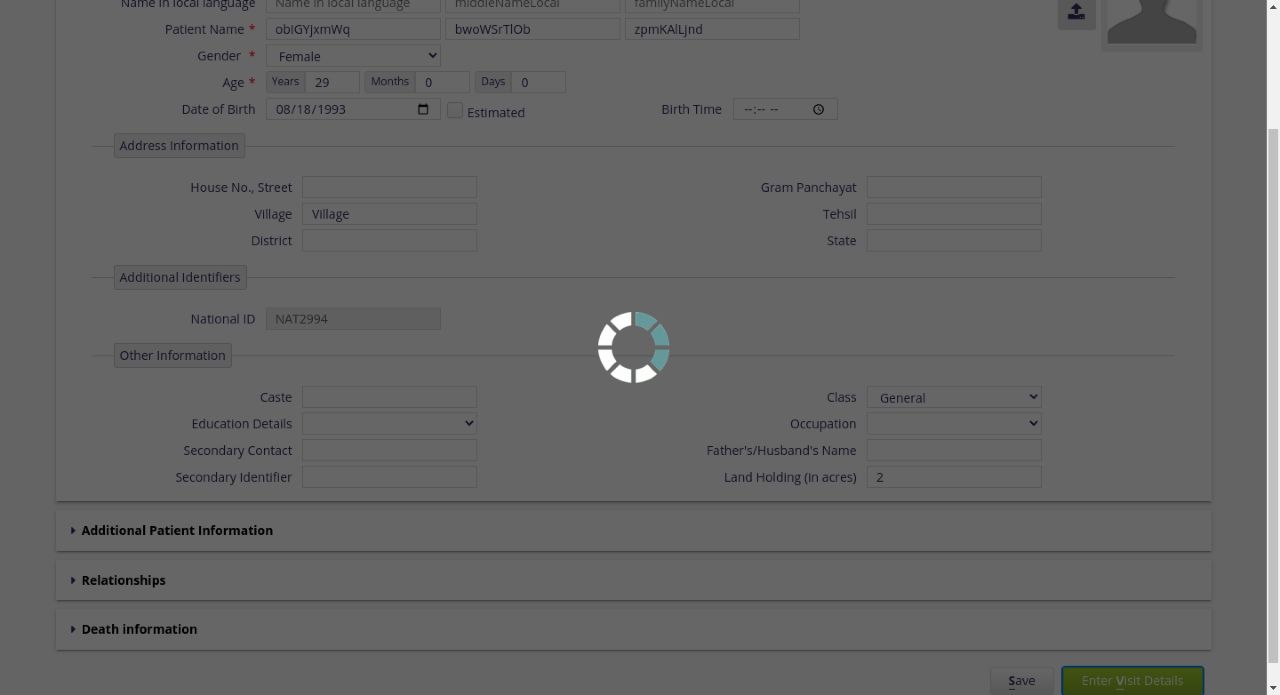 Name in local language Name in local language middleNameLocal familyNameLocal
Patient Name * obIGYJxmWq bwoWSrTlOb zpmKAlLJnd
Gender * Female
Age * Years 29 Months 0 Days 0
Date of Birth 08/18/1993 Estimated Birth Time --:-- --
Address Information
House No., Street Gram Panchayat
Village Village Tehsil
District State
Additional Identifiers
National ID NAT2994
Other Information
Caste Class General
Education Details Occupation
Secondary Contact Father's/Husband's Name
Secondary Identifier Land Holding (in acres) 2
Additional Patient Information
Relationships
Death information
Save Enter Visit Details